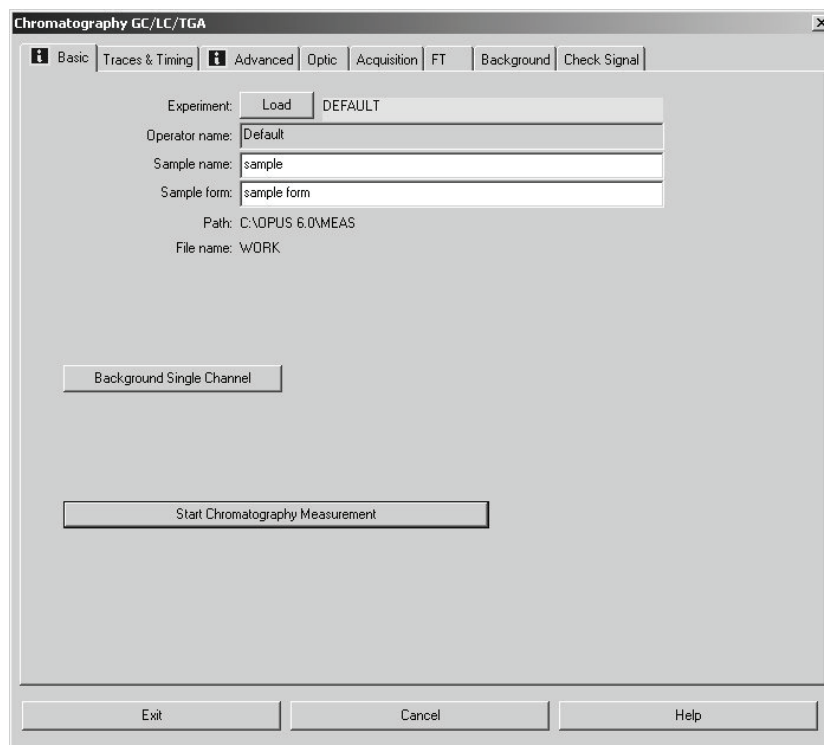 Chromatography GC/LC/TGA
Basic Traces & Timing Advanced Optic Acquisition FT Background Check Signal
Experiment: Load DEFAULT
Operator name: Default
Sample name: sample
Sample form: sample form
Path: C:\OPUS 6.0\MEAS
File name: WORK
Background Single Channel
Start Chromatography Measurement
Exit Cancel Help